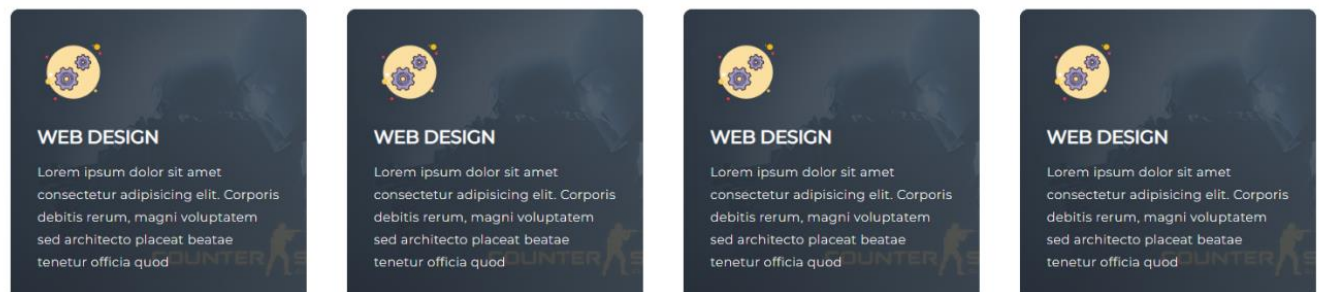 WEB DESIGN
Lorem ipsum dolor sit amet
consectetur adipisicing elit. Corporis
debitis rerum, magni voluptatem
sed architecto placeat beatae
tenetur officia quod
COUNTER S
WEB DESIGN
Lorem ipsum dolor sit amet
consectetur adipisicing elit. Corporis
debitis rerum, magni voluptatem
sed architecto placeat beatae
tenetur officia quod
COUNTER S
WEB DESIGN
Lorem ipsum dolor sit amet
consectetur adipisicing elit. Corporis
debitis rerum, magni voluptatem
sed architecto placeat beatae
tenetur officia quod
COUNTER S
WEB DESIGN
Lorem ipsum dolor sit amet
consectetur adipisicing elit. Corporis
debitis rerum, magni voluptatem
sed architecto placeat beatae
tenetur officia quod
COUNTER S